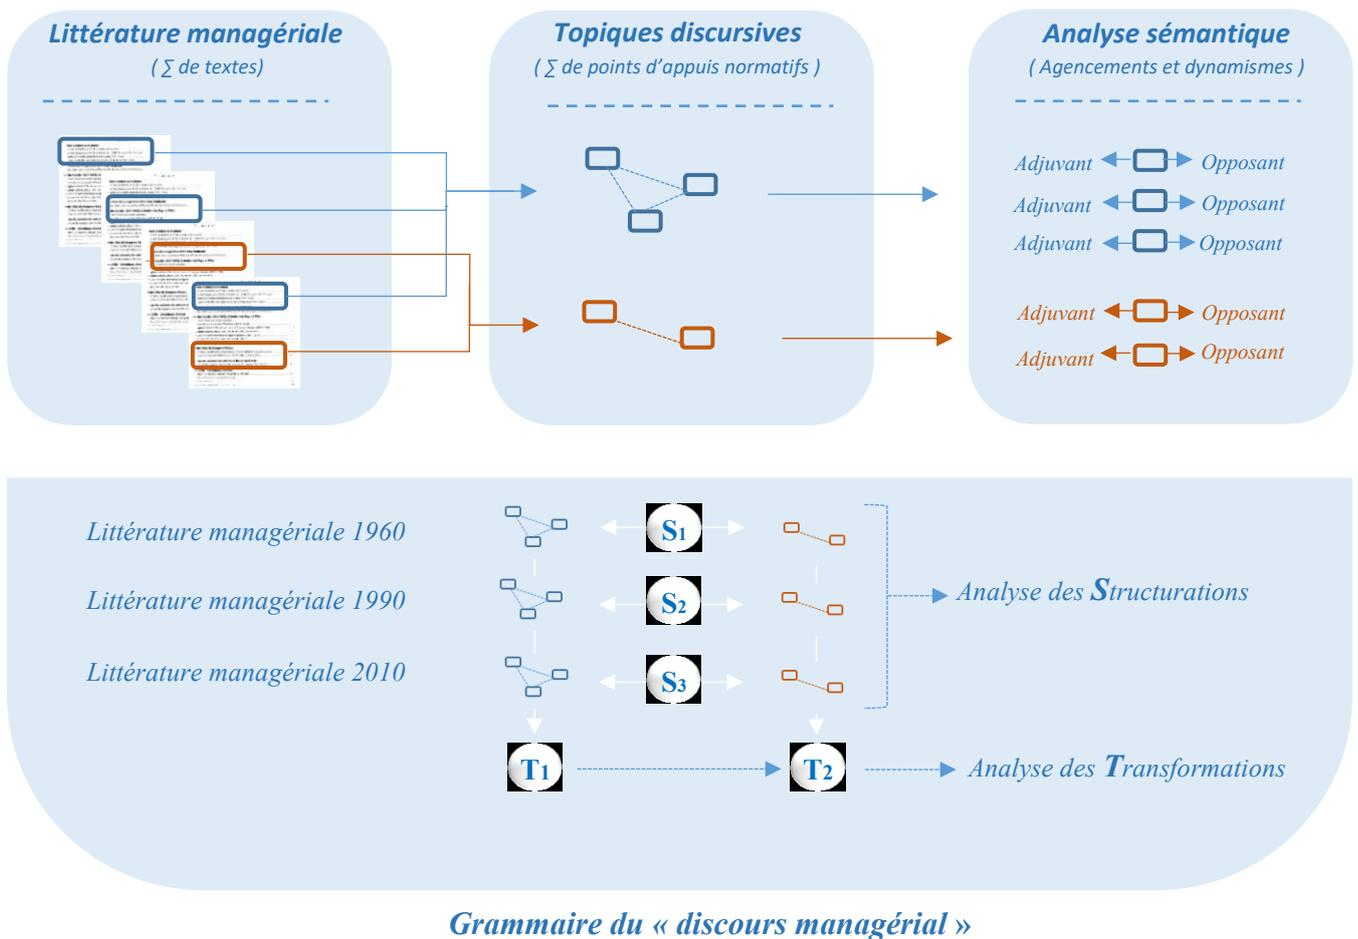 Littérature managériale
( ∑ de textes)
Topiques discursives
( ∑ de points d’appuis normatifs )
Analyse sémantique
( Agencements et dynamismes )
Adjuvant Opposant
Adjuvant Opposant
Adjuvant Opposant
Adjuvant Opposant
Adjuvant Opposant
Littérature managériale 1960
S1
Littérature managériale 1990
S2
Analyse des Structurations
Littérature managériale 2010
S3
T1
T2
Analyse des Transformations
Grammaire du « discours managérial »